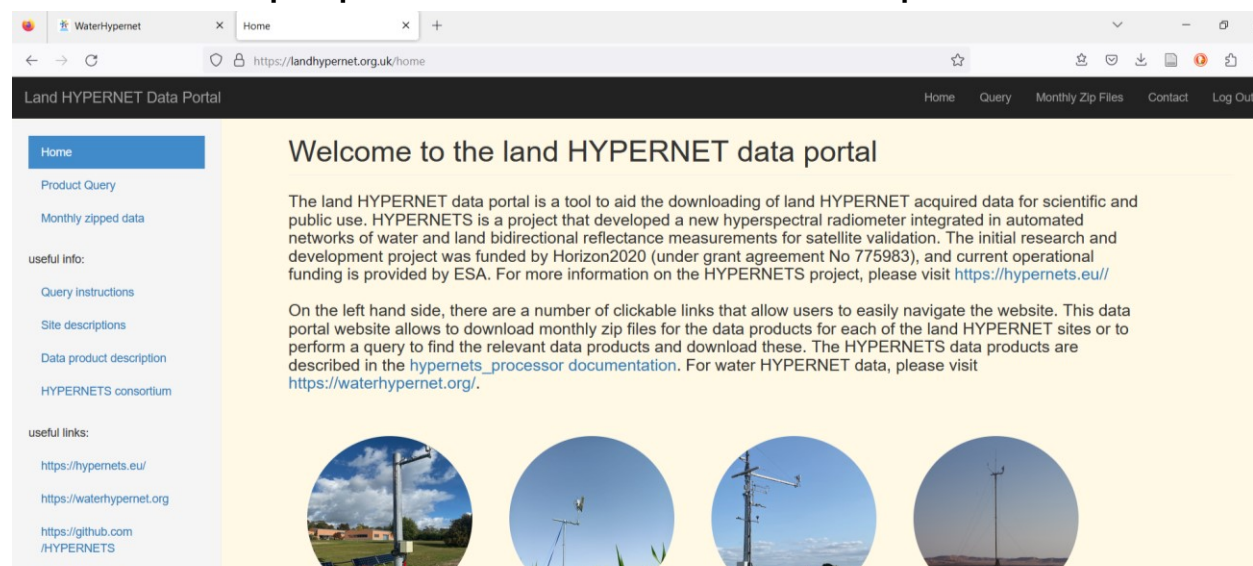 WaterHypernet
Home
https://landhypernet.org.uk/home
Land HYPERNET Data Portal
Home Query Monthly Zip Files Contact Log Out
Home
Product Query
Monthly zipped data
useful info:
Query instructions
Site descriptions
Data product description
HYPERNETS consortium
useful links:
https://hypernets.eu/
https://waterhypernet.org
https://github.com
/HYPERNETS
Welcome to the land HYPERNET data portal
The land HYPERNET data portal is a tool to aid the downloading of land HYPERNET acquired data for scientific and
public use. HYPERNETS is a project that developed a new hyperspectral radiometer integrated in automated
networks of water and land bidirectional reflectance measurements for satellite validation. The initial research and
development project was funded by Horizon2020 (under grant agreement No 775983), and current operational
funding is provided by ESA. For more information on the HYPERNETS project, please visit https://hypernets.eu//
On the left hand side, there are a number of clickable links that allow users to easily navigate the website. This data
portal website allows to download monthly zip files for the data products for each of the land HYPERNET sites or to
perform a query to find the relevant data products and download these. The HYPERNETS data products are
described in the hypernets_processor documentation. For water HYPERNET data, please visit
https://waterhypernet.org/.